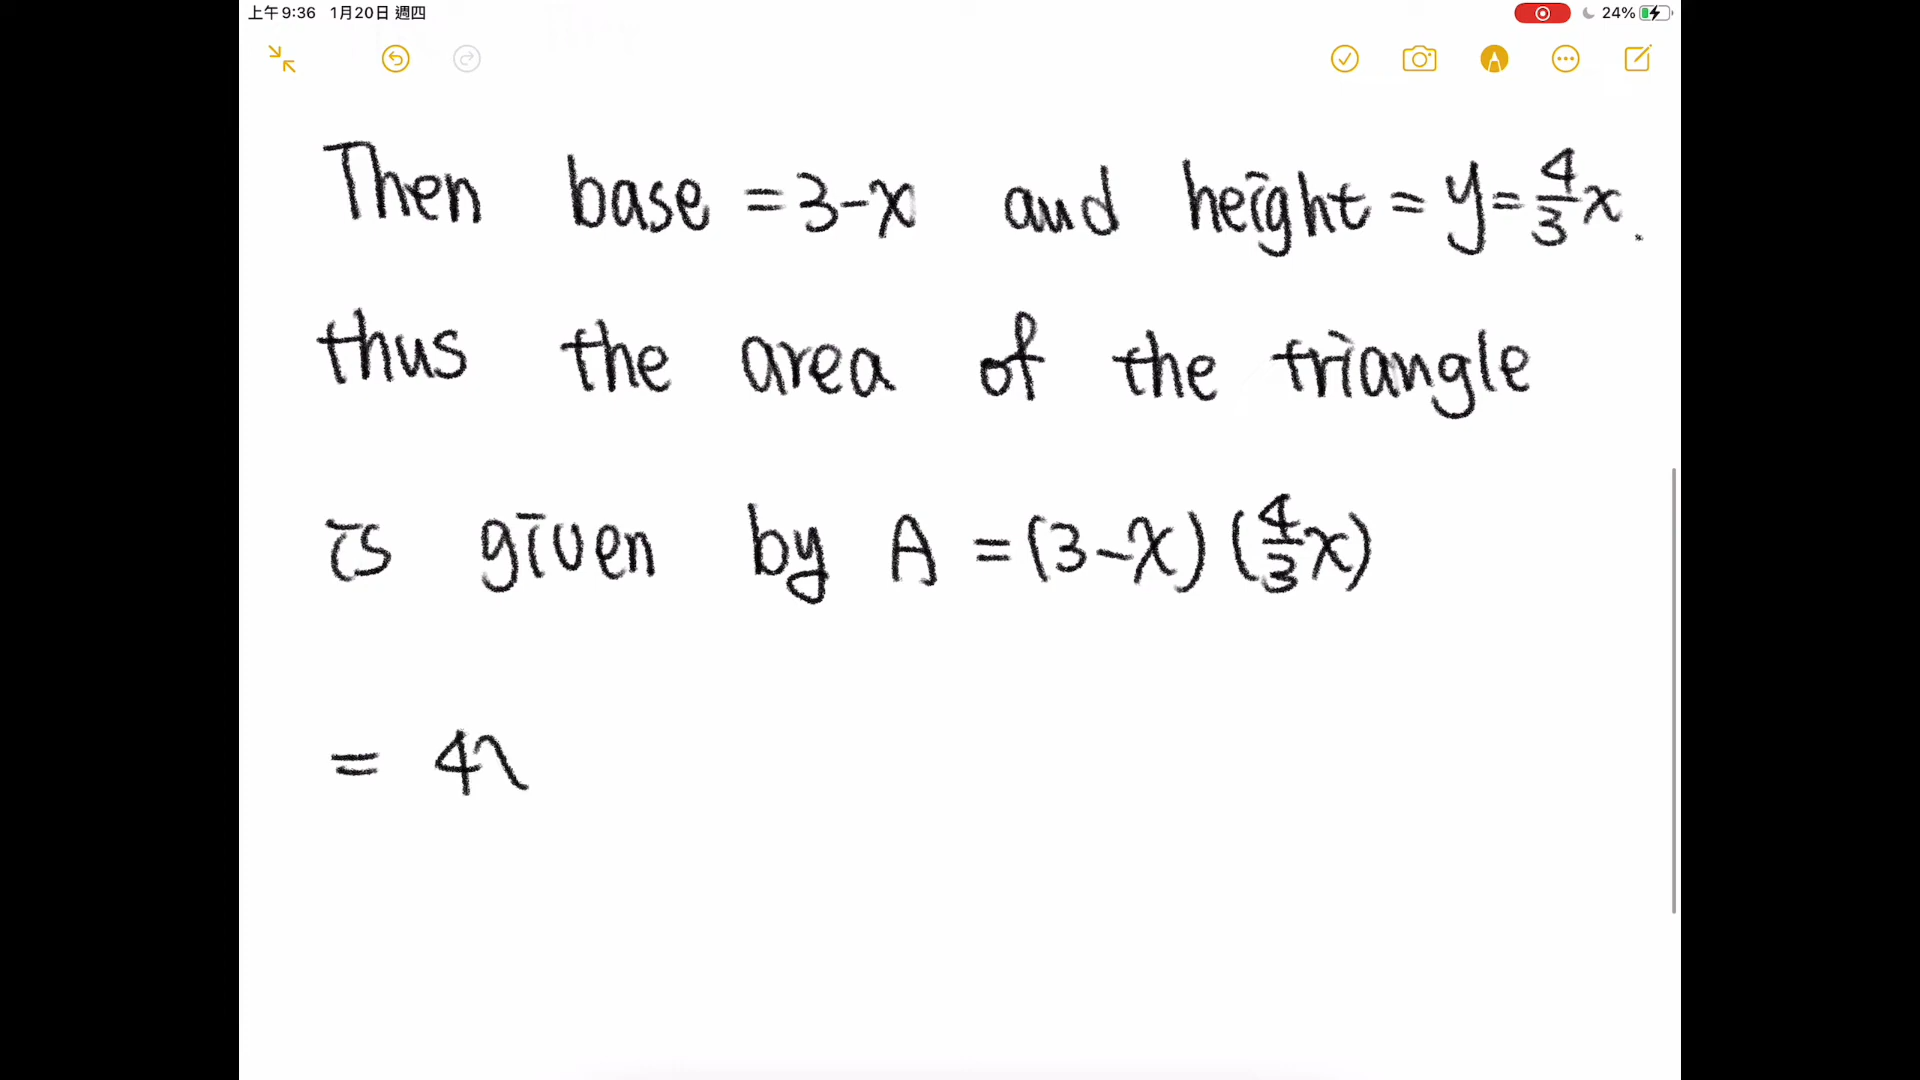 上午9:36 1月20日 週四 24%
Then base = 3-x and height = y = 4/3 x.
thus the area of the triangle
is given by A = (3-x) (4/3 x)
= 4